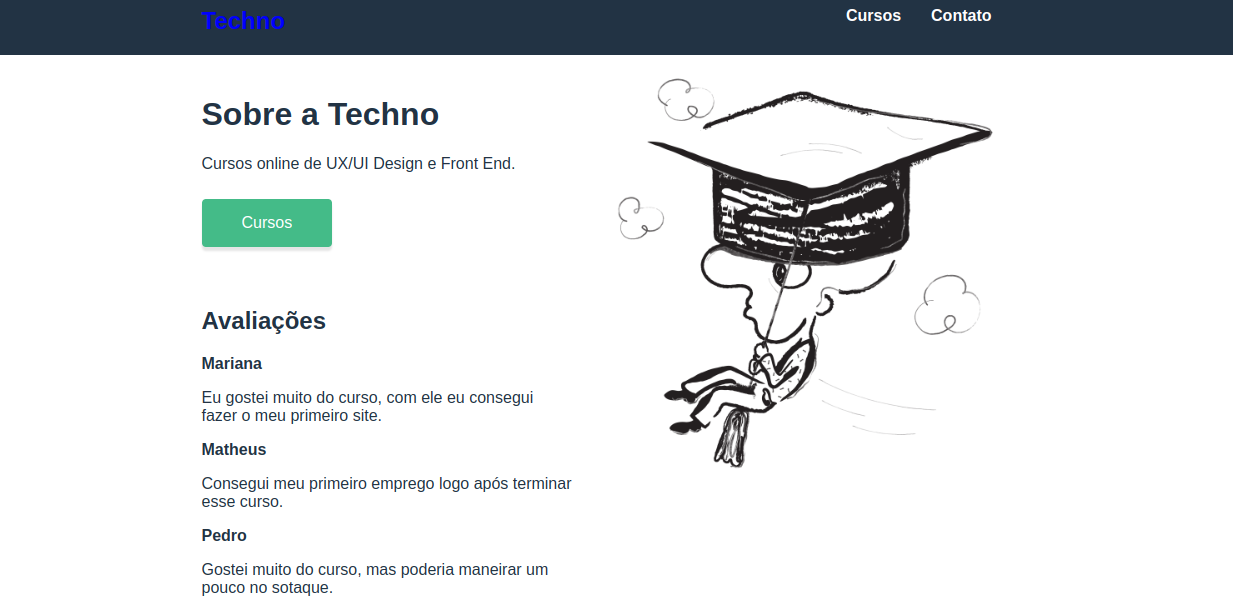 Techno
Cursos
Contato
Sobre a Techno
Cursos online de UX/UI Design e Front End.
Cursos
Avaliações
Mariana
Eu gostei muito do curso, com ele eu consegui
fazer o meu primeiro site.
Matheus
Consegui meu primeiro emprego logo após terminar
esse curso.
Pedro
Gostei muito do curso, mas poderia maneirar um
pouco no sotaque.